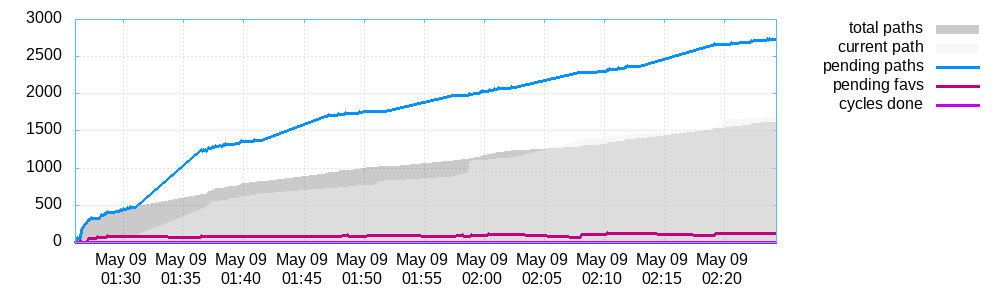 3000
2500
2000
1500
1000
500
0
May 09 May 09 May 09 May 09 May 09 May 09 May 09 May 09 May 09 May 09 May 09
01:30 01:35 01:40 01:45 01:50 01:55 02:00 02:05 02:10 02:15 02:20
total paths
current path
pending paths
pending favs
cycles done